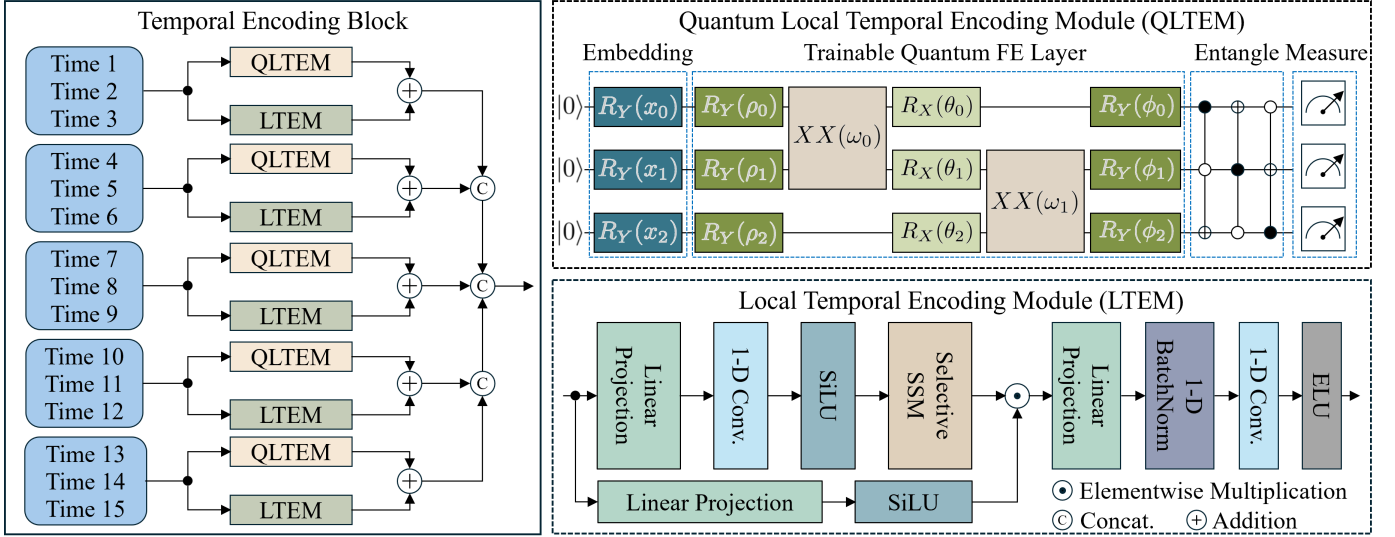 Temporal Encoding Block
Time 1
Time 2
Time 3
QLTEM
LTEM
Time 4
Time 5
Time 6
QLTEM
LTEM
C
Time 7
Time 8
Time 9
QLTEM
LTEM
C
Time 10
Time 11
Time 12
QLTEM
LTEM
C
Time 13
Time 14
Time 15
QLTEM
LTEM
Quantum Local Temporal Encoding Module (QLTEM)
Embedding Trainable Quantum FE Layer Entangle Measure
|0⟩ R_Y(x_0) R_Y(ρ_0) XX(ω_0) R_X(θ_0) R_Y(ϕ_0)
|0⟩ R_Y(x_1) R_Y(ρ_1) R_X(θ_1) XX(ω_1) R_Y(ϕ_1)
|0⟩ R_Y(x_2) R_Y(ρ_2) R_X(θ_2) R_Y(ϕ_2)
Local Temporal Encoding Module (LTEM)
Linear
Projection
1-D Conv.
SiLU
Selective
SSM
Linear
Projection
1-D
BatchNorm
1-D Conv.
ELU
Linear Projection
SiLU
Elementwise Multiplication
C Concat. + Addition